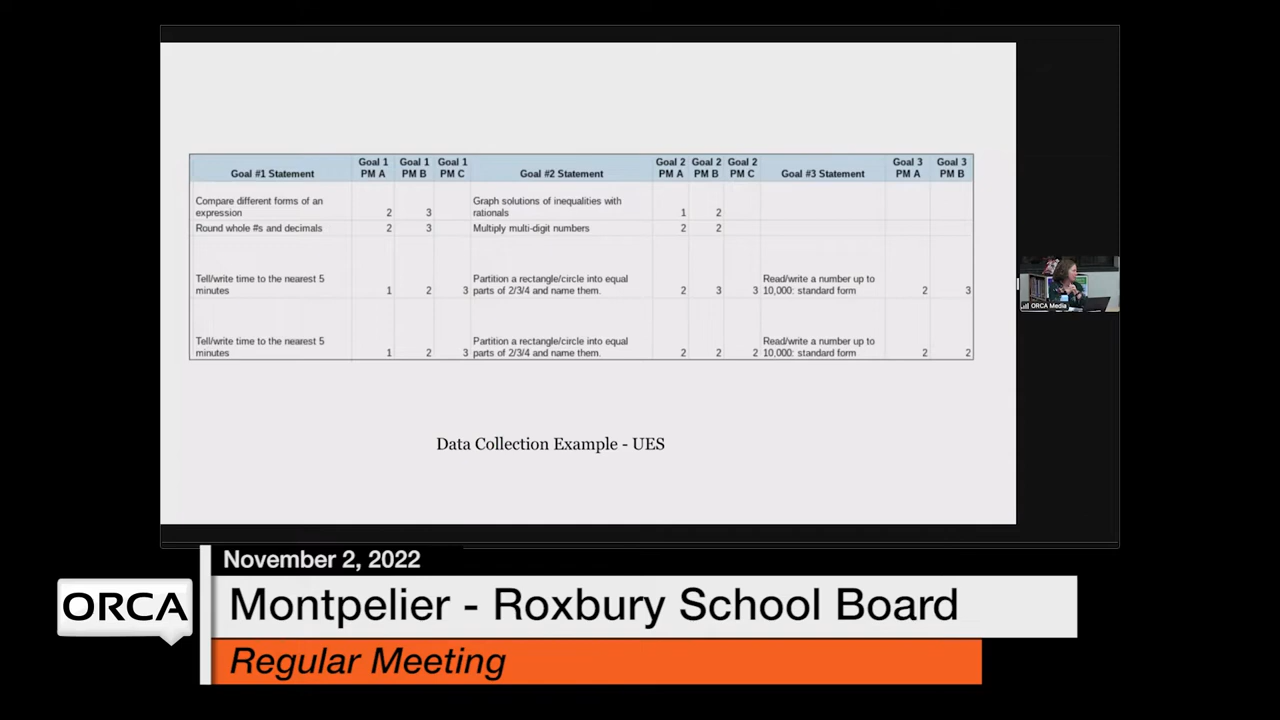 Goal #1 Statement Goal 1 PM A Goal 1 PM B Goal 1 PM C Goal #2 Statement Goal 2 PM A Goal 2 PM B Goal 2 PM C Goal #3 Statement Goal 3 PM A Goal 3 PM B
Compare different forms of an expression 2 3 Graph solutions of inequalities with rationals 1 2
Round whole #s and decimals 2 3 Multiply multi-digit numbers 2 2
Tell/write time to the nearest 5 minutes 1 2 3 Partition a rectangle/circle into equal parts of 2/3/4 and name them. 2 3 3 Read/write a number up to 10,000: standard form 2 3
Tell/write time to the nearest 5 minutes 1 2 3 Partition a rectangle/circle into equal parts of 2/3/4 and name them. 2 2 2 Read/write a number up to 10,000: standard form 2 2
ORCA Media
Data Collection Example - UES
November 2, 2022
ORCA
Montpelier - Roxbury School Board
Regular Meeting